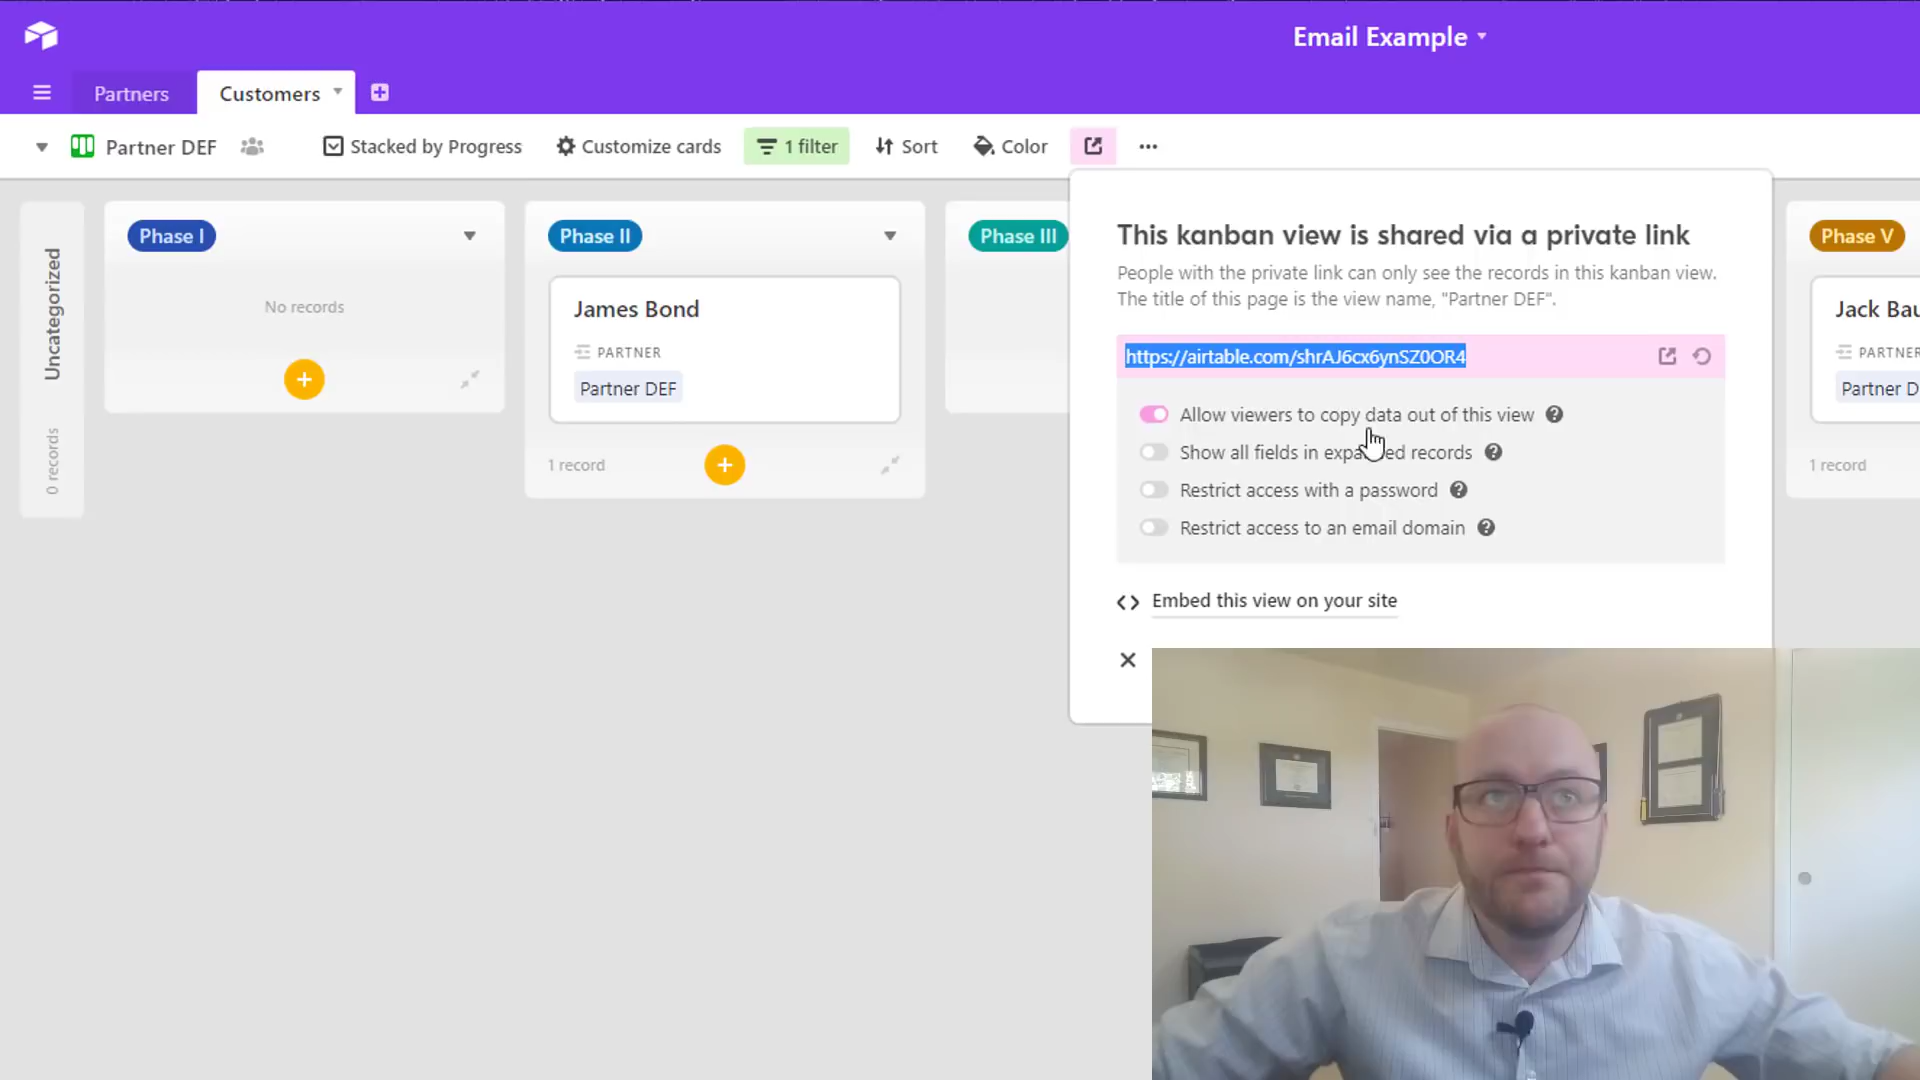 Email Example
Partners
Customers
Partner DEF
Stacked by Progress
Customize cards
1 filter
Sort
Color
Uncategorized
0 records
Phase I
No records
Phase II
James Bond
PARTNER
Partner DEF
1 record
Phase III
This kanban view is shared via a private link
People with the private link can only see the records in this kanban view.
The title of this page is the view name, "Partner DEF".
https://airtable.com/shrAJ6cx6ynSZ0OR4
Allow viewers to copy data out of this view
Show all fields in expanded records
Restrict access with a password
Restrict access to an email domain
Embed this view on your site
Phase V
Jack Bau
PARTNER
Partner D
1 record